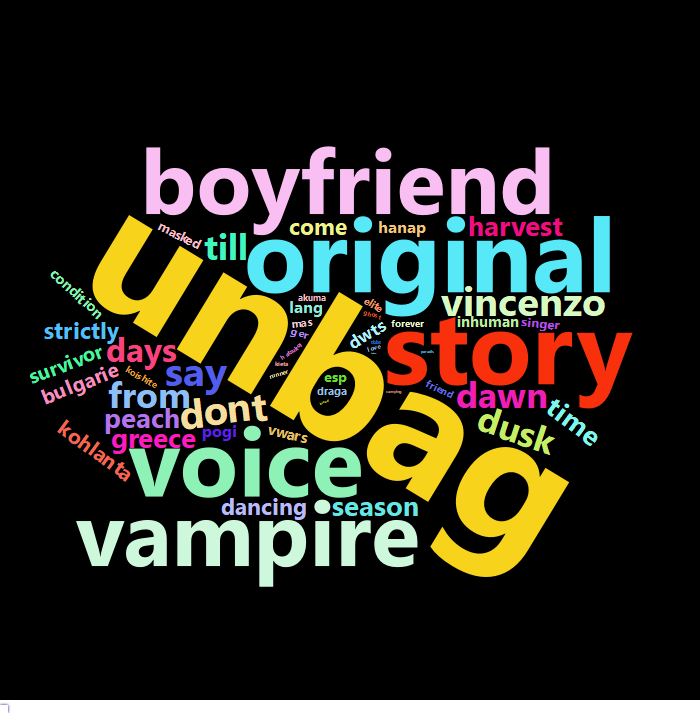 boyfriend
unbag
original
story
voice
vampire
masked
till
come
hanap
harvest
condition
akuma
lang
mas
ger
elite
ghost
vincenzo
forever
inhuman
singer
strictly
dwts
love
days
survivor
koishite
say
bulgarie
runner
esp
draga
friend
from
dont
dawn
peach
time
greece
pogi
vwars
dusk
kohlanta
dancing
season